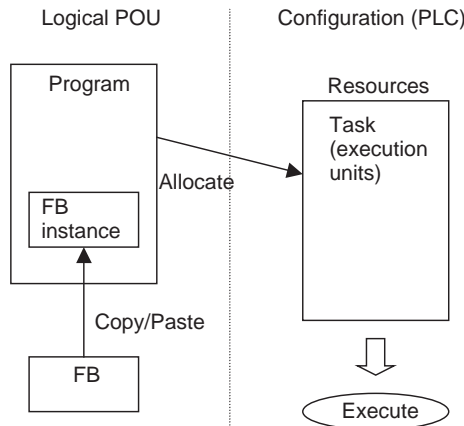 Logical POU
Configuration (PLC)
Program
Resources
Task
(execution
units)
Allocate
FB
instance
Copy/Paste
FB
Execute